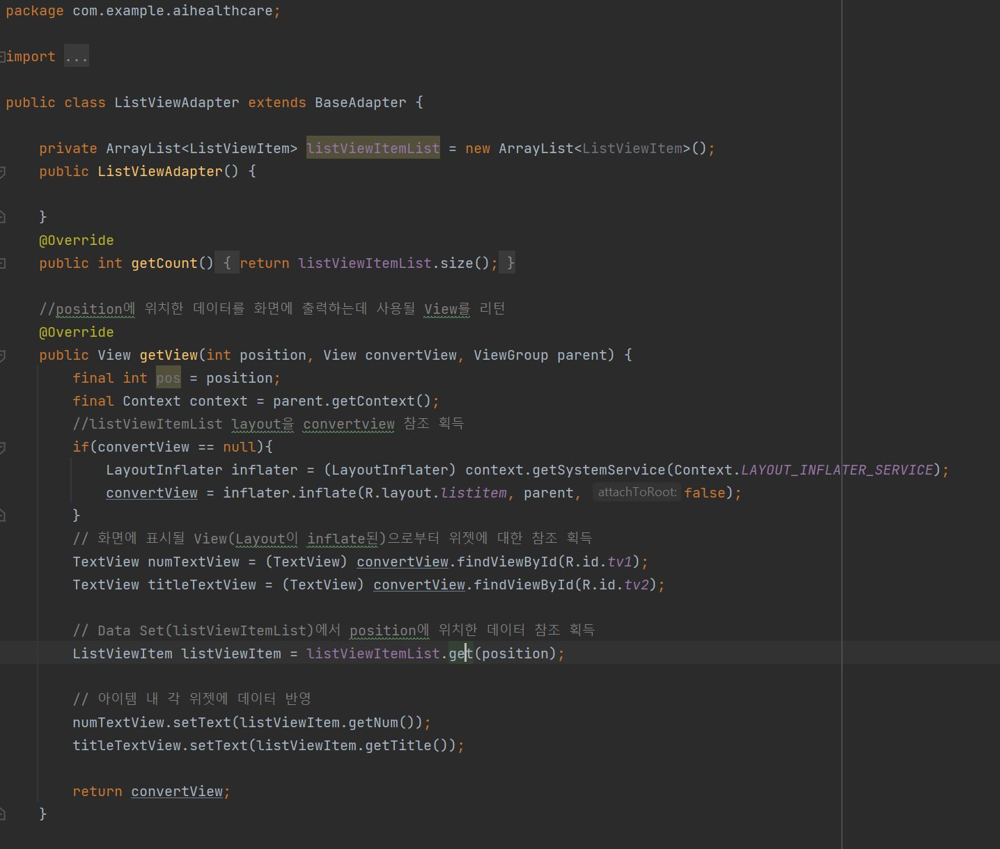 package com.example.aihealthcare;
import ...
public class ListViewAdapter extends BaseAdapter {
private ArrayList<ListViewItem> listViewItemList = new ArrayList<ListViewItem>();
public ListViewAdapter() {
}
@Override
public int getCount() { return listViewItemList.size(); }
//position에 위치한 데이터를 화면에 출력하는데 사용될 View를 리턴
@Override
public View getView(int position, View convertView, ViewGroup parent) {
final int pos = position;
final Context context = parent.getContext();
//listViewItemList layout을 convertview 참조 획득
if(convertView == null){
LayoutInflater inflater = (LayoutInflater) context.getSystemService(Context.LAYOUT_INFLATER_SERVICE);
convertView = inflater.inflate(R.layout.listitem, parent, attachToRoot: false);
}
// 화면에 표시될 View(Layout이 inflate된)으로부터 위젯에 대한 참조 획득
TextView numTextView = (TextView) convertView.findViewById(R.id.tv1);
TextView titleTextView = (TextView) convertView.findViewById(R.id.tv2);
// Data Set(listViewItemList)에서 position에 위치한 데이터 참조 획득
ListViewItem listViewItem = listViewItemList.get(position);
// 아이템 내 각 위젯에 데이터 반영
numTextView.setText(listViewItem.getNum());
titleTextView.setText(listViewItem.getTitle());
return convertView;
}